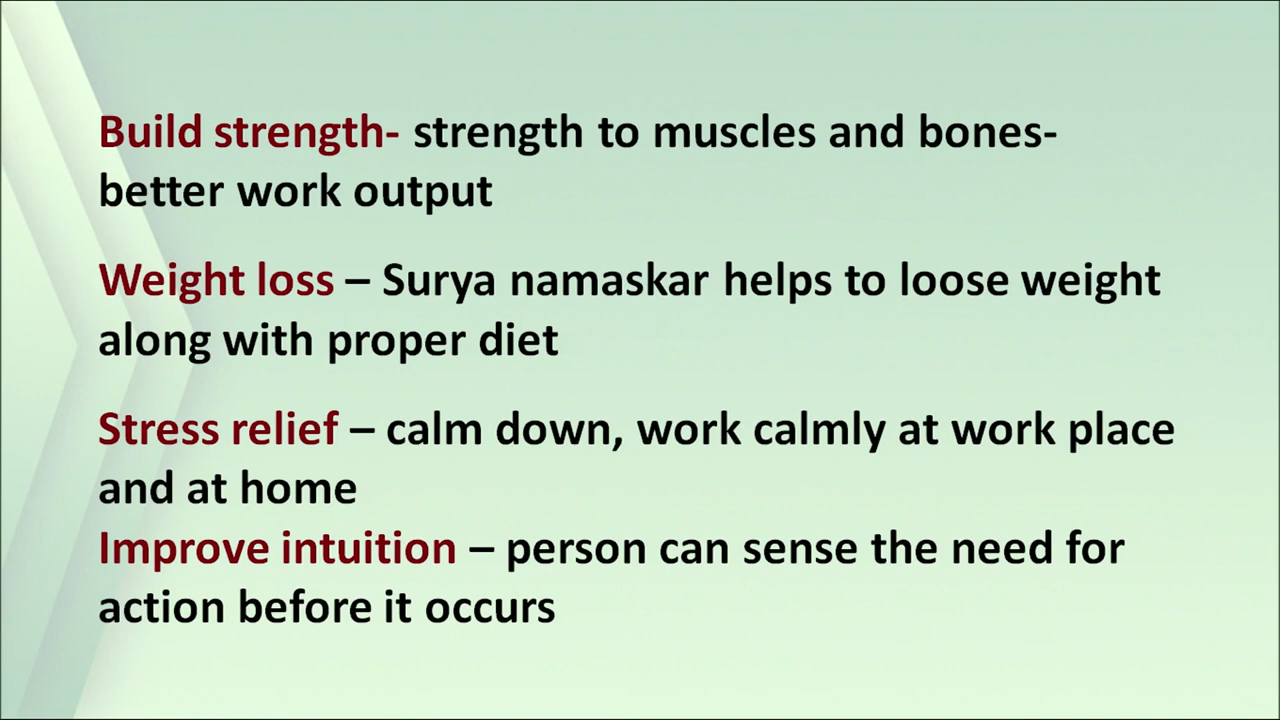 Build strength- strength to muscles and bones-
better work output
Weight loss – Surya namaskar helps to loose weight
along with proper diet
Stress relief – calm down, work calmly at work place
and at home
Improve intuition – person can sense the need for
action before it occurs